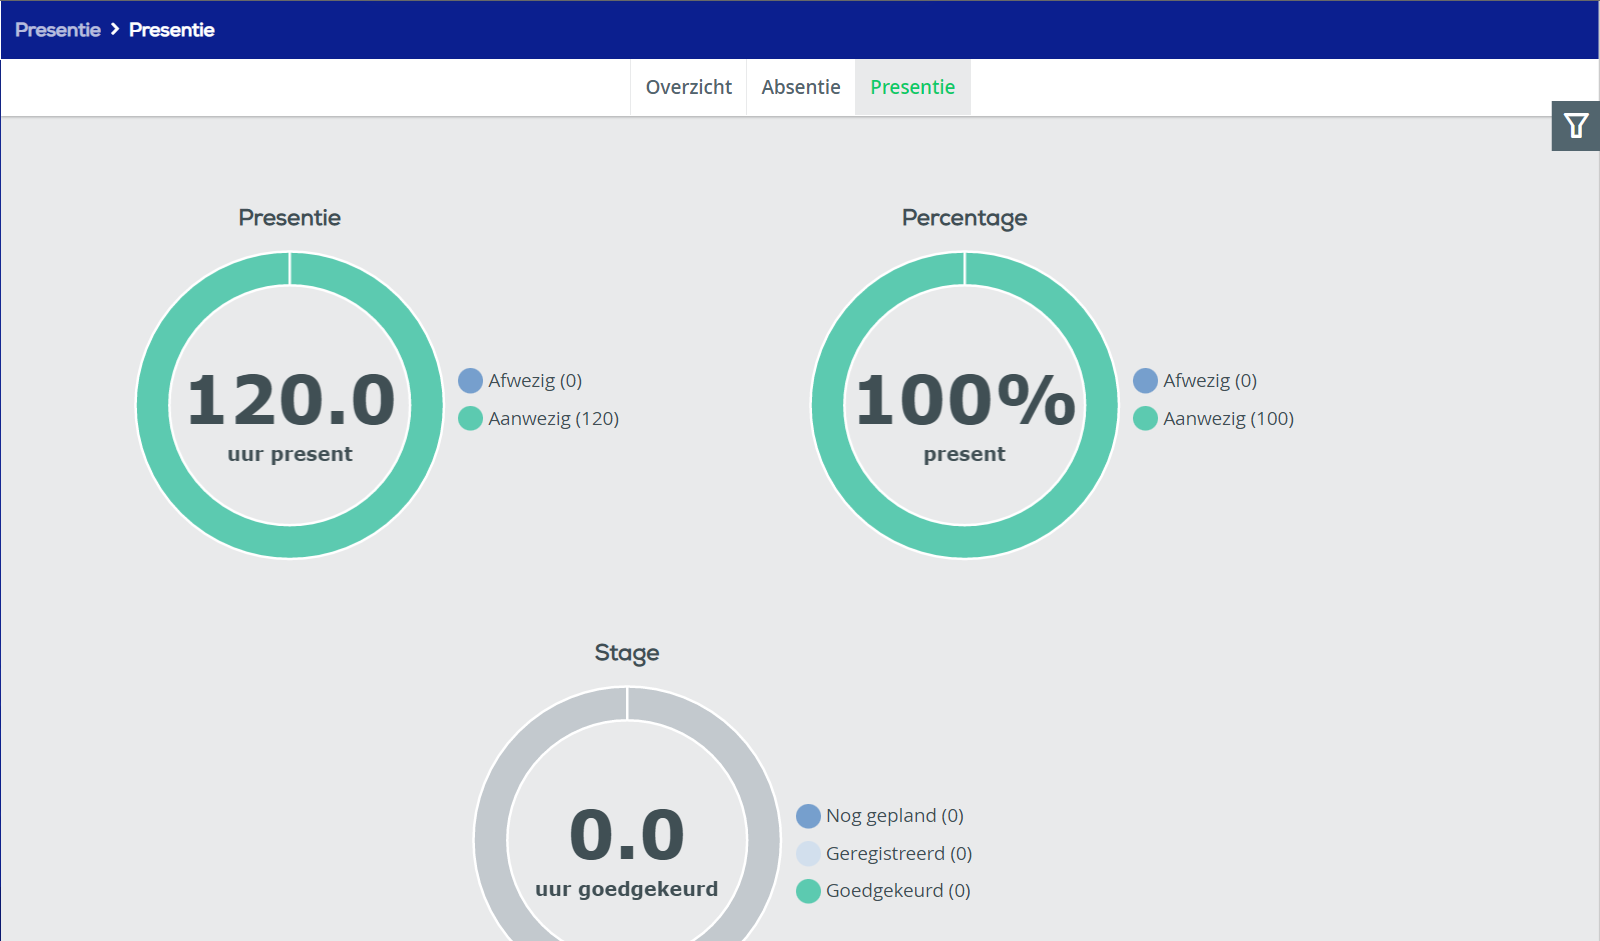 Presentie > Presentie
Overzicht Absentie Presentie
Presentie
120.0
uur present
Afwezig (0)
Aanwezig (120)
Percentage
100%
present
Afwezig (0)
Aanwezig (100)
Stage
0.0
uur goedgekeurd
Nog gepland (0)
Geregistreerd (0)
Goedgekeurd (0)